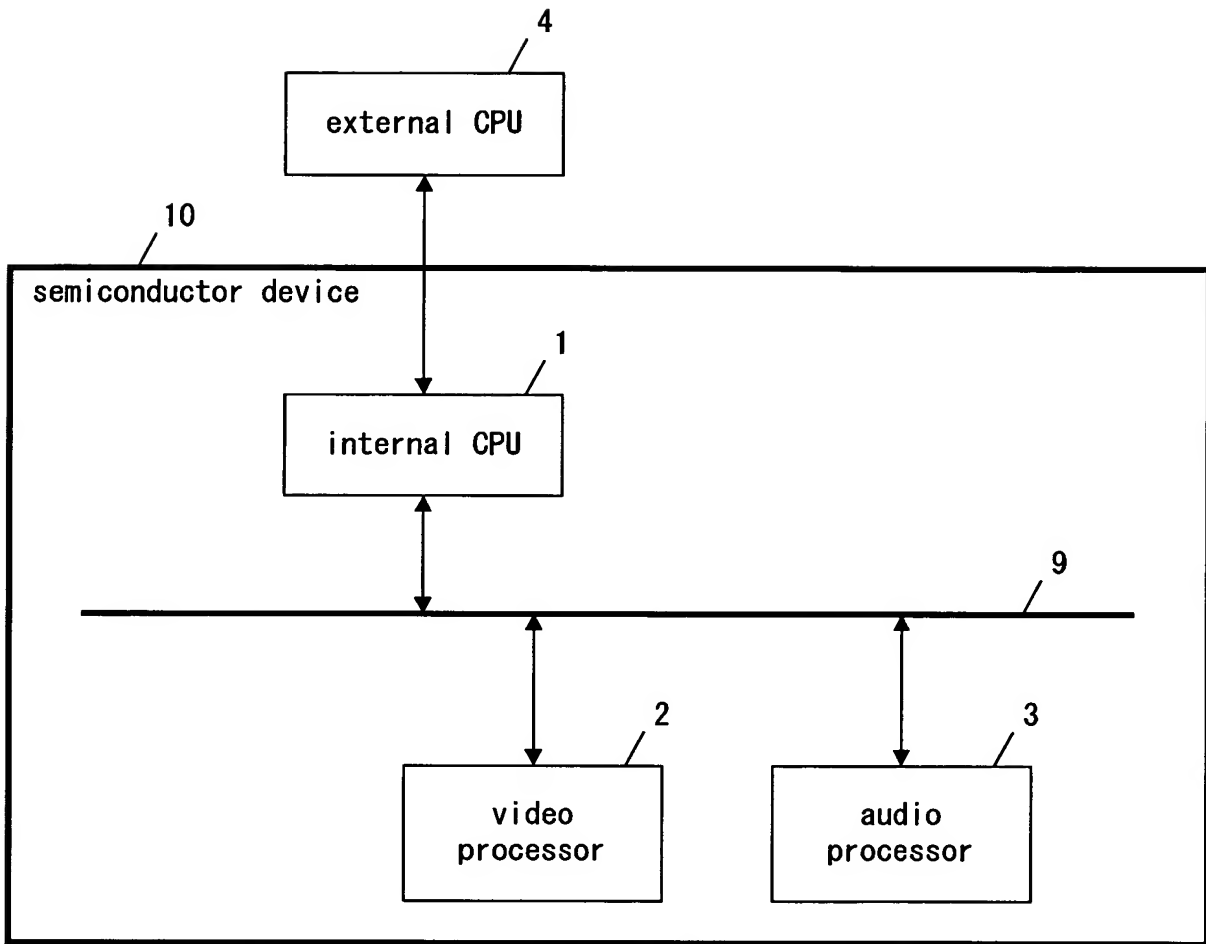 4
external CPU
10
semiconductor device
1
internal CPU
9
2
3
video
processor
audio
processor